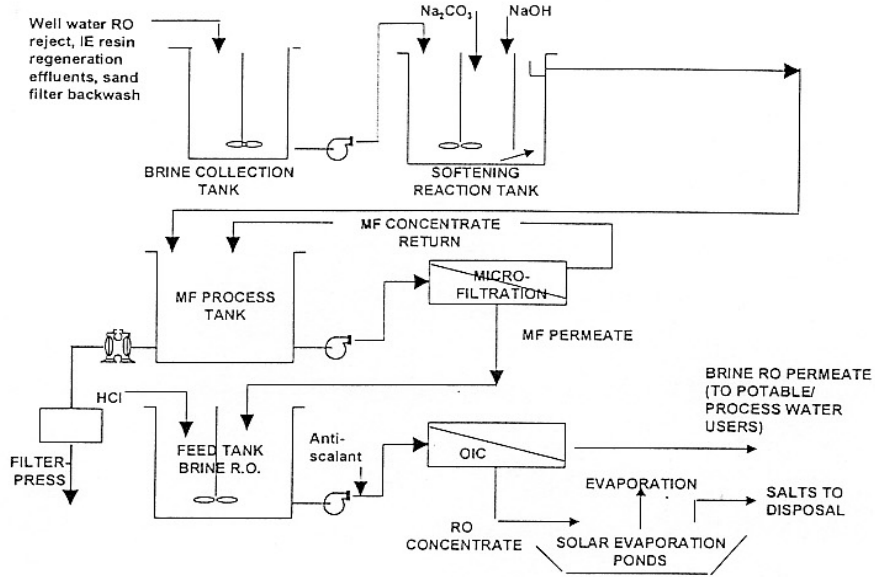 Well water RO
reject, IE resin
regeneration
effluents, sand
filter backwash
Na₂CO₃
NaOH
BRINE COLLECTION
TANK
SOFTENING
REACTION TANK
MF CONCENTRATE
RETURN
MF PROCESS
TANK
MICRO-
FILTRATION
MF PERMEATE
HCl
FILTER-
PRESS
FEED TANK
BRINE R.O.
Anti-
scalant
OIC
BRINE RO PERMEATE
(TO POTABLE/
PROCESS WATER
USERS)
EVAPORATION
SALTS TO
DISPOSAL
RO
CONCENTRATE
SOLAR EVAPORATION
PONDS